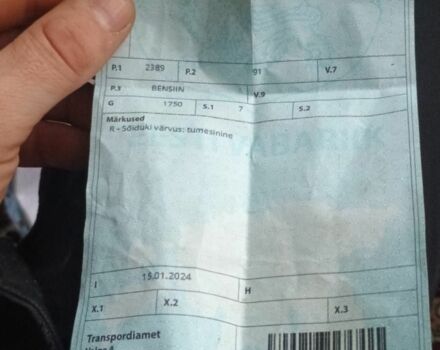 P.1 2389 P.2 91 V.7 -
P.3 BENSIIN V.9
G 1750 S.1 7 S.2
Märkused
R - Sõiduki värvus: tumesinine
I 15.01.2024 H
X.1 X.2 X.3
Transpordiamet